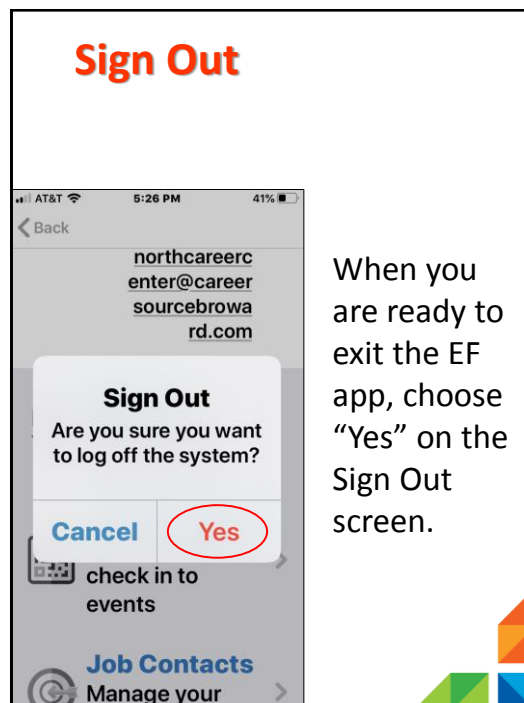 Sign Out
AT&T 5:26 PM 41%
Back
northcareerc
enter@career
sourcebrowa
rd.com
Sign Out
Are you sure you want
to log off the system?
Cancel Yes
check in to
events
Job Contacts
Manage your
When you
are ready to
exit the EF
app, choose
“Yes” on the
Sign Out
screen.